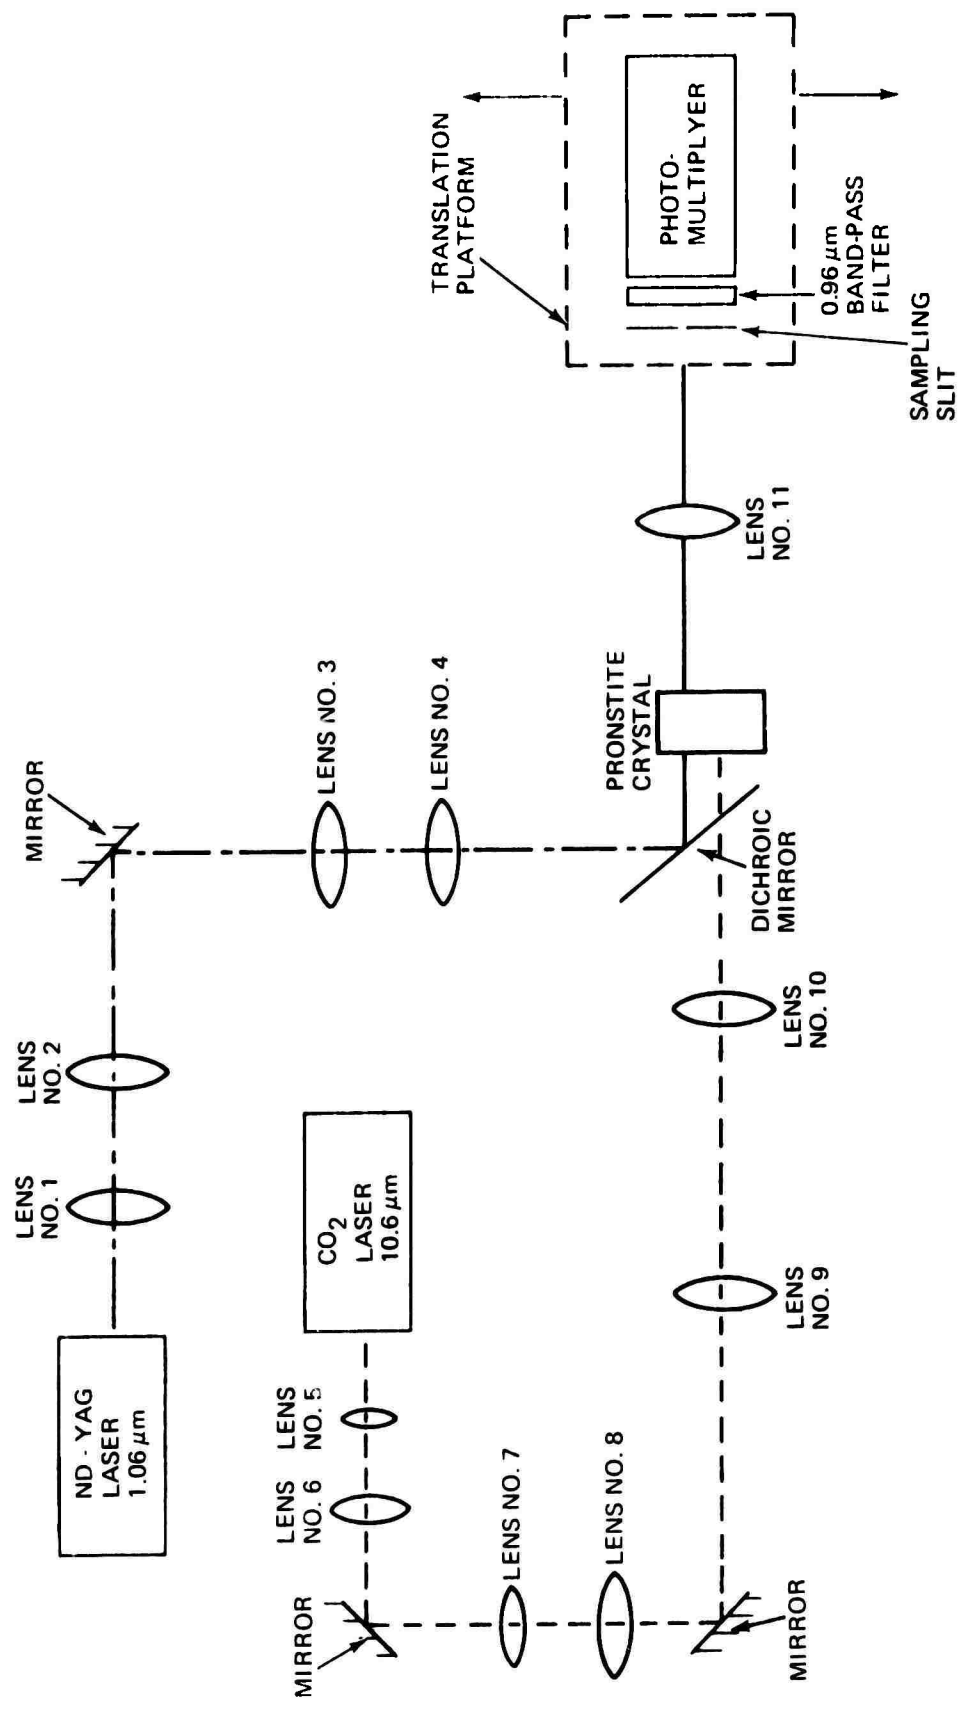 ND - YAG
LASER
1.06 µm
LENS
NO. 1
LENS
NO. 2
MIRROR
LENS NO. 3
LENS NO. 4
CO2
LASER
10.6 µm
LENS
NO. 5
LENS
NO. 6
MIRROR
LENS NO. 7
LENS NO. 8
MIRROR
LENS
NO. 9
LENS
NO. 10
DICHROIC
MIRROR
PRONSTITE
CRYSTAL
LENS
NO. 11
TRANSLATION
PLATFORM
PHOTO-
MULTIPLYER
0.96 µm
BAND-PASS
FILTER
SAMPLING
SLIT